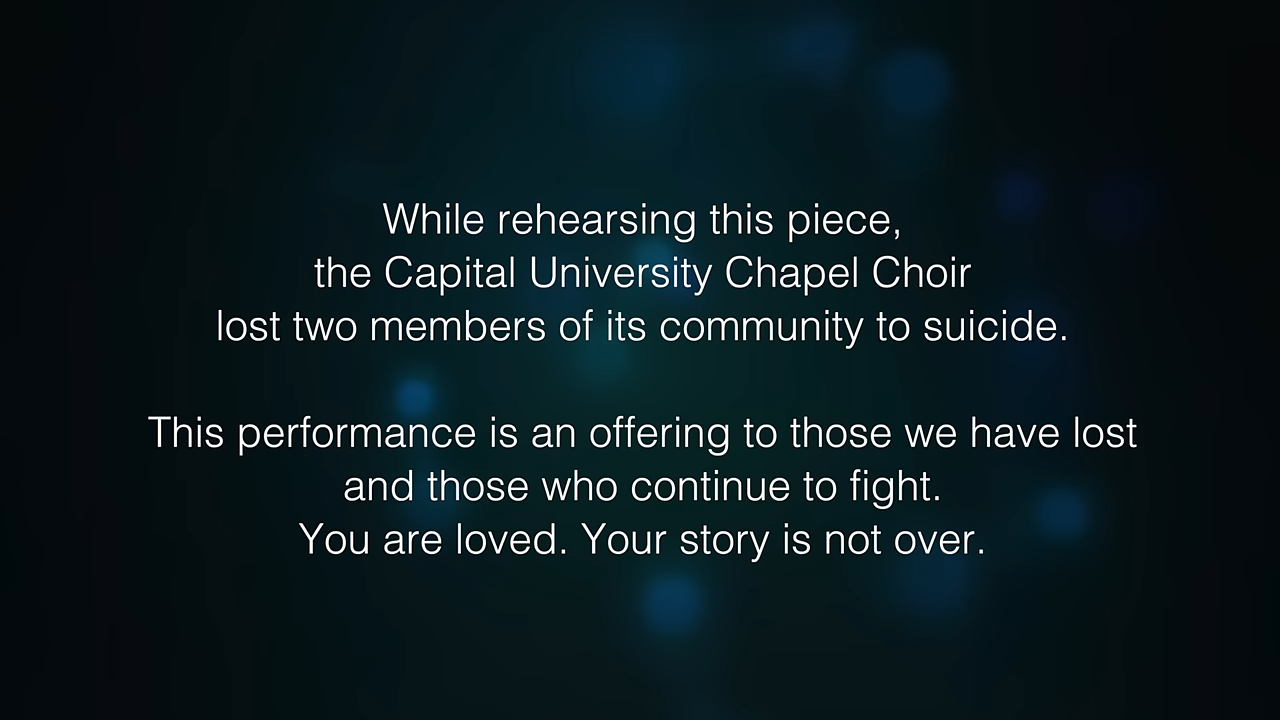 While rehearsing this piece,
the Capital University Chapel Choir
lost two members of its community to suicide.
This performance is an offering to those we have lost
and those who continue to fight.
You are loved. Your story is not over.